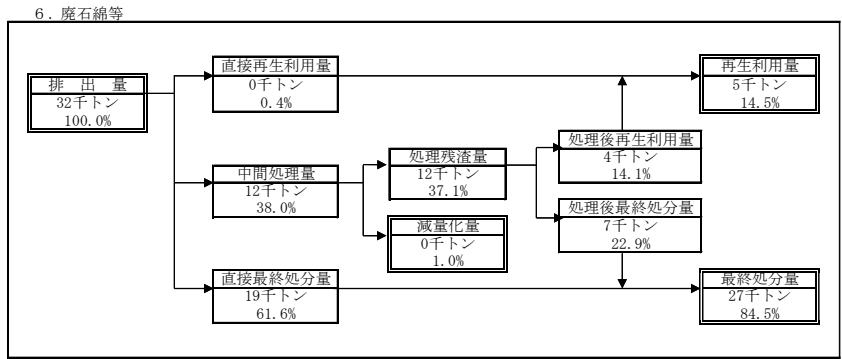 6．廃石綿等
排　出　量
32千トン
100.0%
直接再生利用量
0千トン
0.4%
再生利用量
5千トン
14.5%
中間処理量
12千トン
38.0%
処理残渣量
12千トン
37.1%
処理後再生利用量
4千トン
14.1%
減量化量
0千トン
1.0%
処理後最終処分量
7千トン
22.9%
直接最終処分量
19千トン
61.6%
最終処分量
27千トン
84.5%